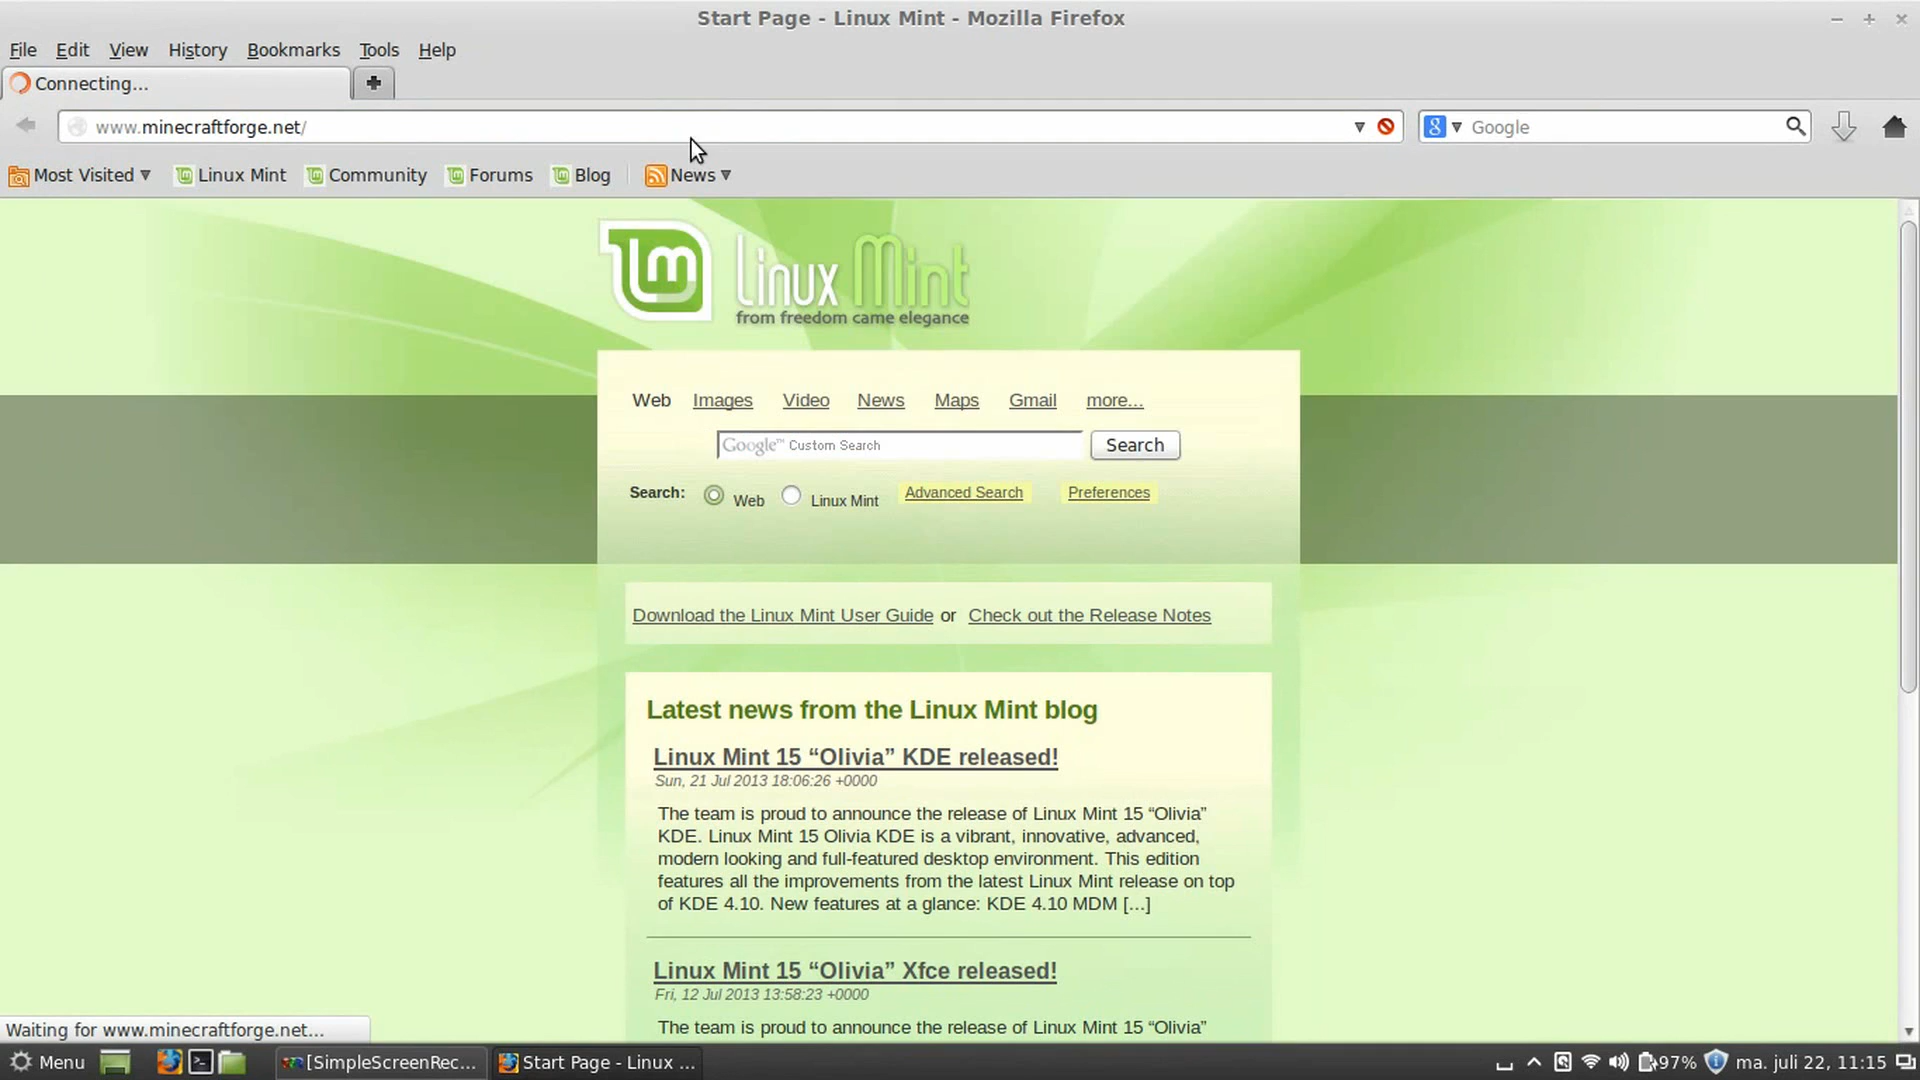 Start Page - Linux Mint - Mozilla Firefox
File Edit View History Bookmarks Tools Help
Connecting...
www.minecraftforge.net/
Google
Most Visited Linux Mint Community Forums Blog News
Linux Mint
from freedom came elegance
Web Images Video News Maps Gmail more...
Google™ Custom Search Search
Search: Web Linux Mint Advanced Search Preferences
Download the Linux Mint User Guide or Check out the Release Notes
Latest news from the Linux Mint blog
Linux Mint 15 “Olivia” KDE released!
Sun, 21 Jul 2013 18:06:26 +0000
The team is proud to announce the release of Linux Mint 15 “Olivia”
KDE. Linux Mint 15 Olivia KDE is a vibrant, innovative, advanced,
modern looking and full-featured desktop environment. This edition
features all the improvements from the latest Linux Mint release on top
of KDE 4.10. New features at a glance: KDE 4.10 MDM [...]
Linux Mint 15 “Olivia” Xfce released!
Fri, 12 Jul 2013 13:58:23 +0000
The team is proud to announce the release of Linux Mint 15 “Olivia”
Waiting for www.minecraftforge.net...
Menu [SimpleScreenRec... Start Page - Linux ... 97% ma. juli 22, 11:15